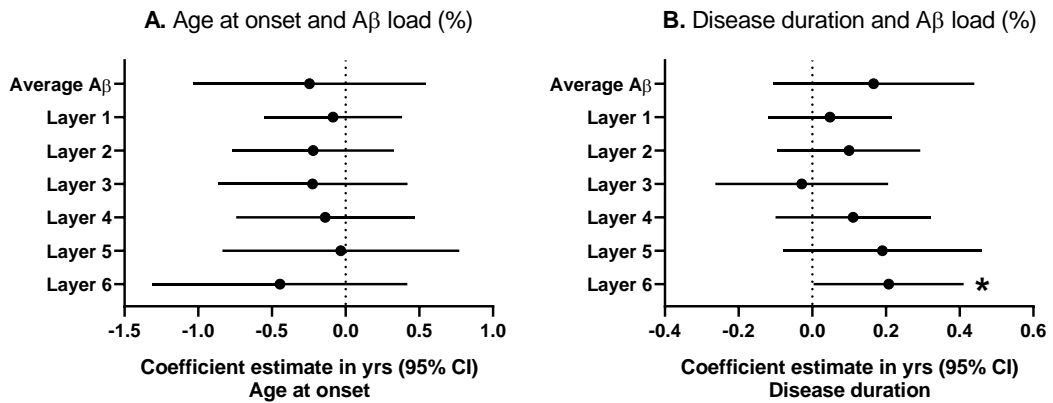 A. Age at onset and Aβ load (%)
Average Aβ
Layer 1
Layer 2
Layer 3
Layer 4
Layer 5
Layer 6
-1.5 -1.0 -0.5 0.0 0.5 1.0
Coefficient estimate in yrs (95% CI)
Age at onset
B. Disease duration and Aβ load (%)
Average Aβ
Layer 1
Layer 2
Layer 3
Layer 4
Layer 5
Layer 6
*
-0.4 -0.2 0.0 0.2 0.4 0.6
Coefficient estimate in yrs (95% CI)
Disease duration